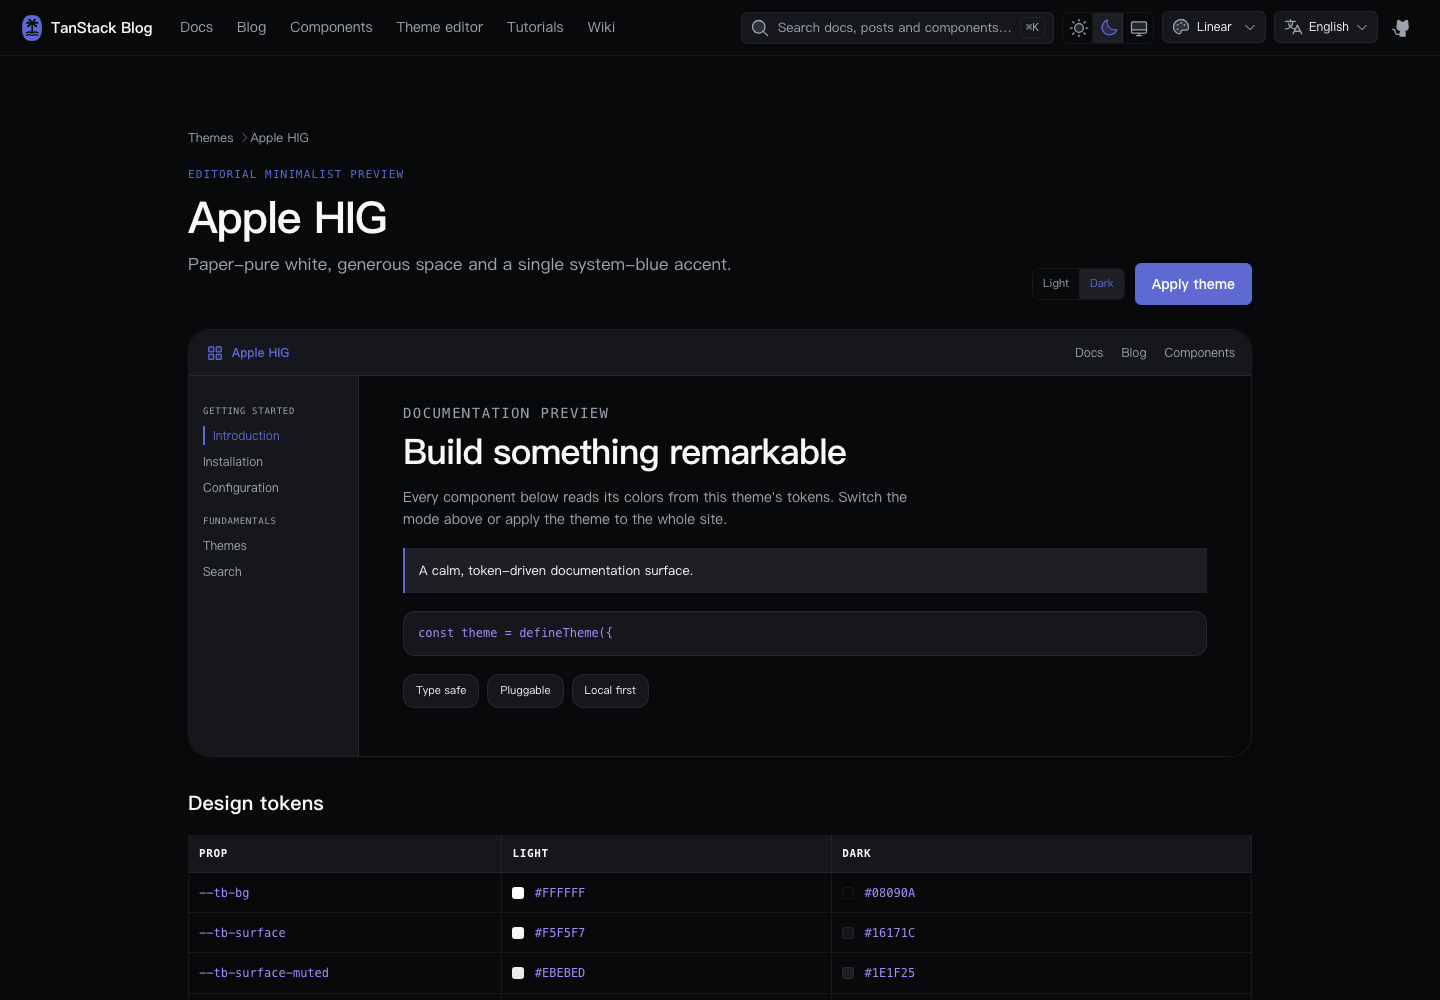 TanStack Blog
Docs
Blog
Components
Theme editor
Tutorials
Wiki
Search docs, posts and components...
⌘K
Linear
English
Themes > Apple HIG
EDITORIAL MINIMALIST PREVIEW
Apple HIG
Paper-pure white, generous space and a single system-blue accent.
Light
Dark
Apply theme
Apple HIG
Docs
Blog
Components
GETTING STARTED
Introduction
Installation
Configuration
FUNDAMENTALS
Themes
Search
DOCUMENTATION PREVIEW
Build something remarkable
Every component below reads its colors from this theme's tokens. Switch the
mode above or apply the theme to the whole site.
A calm, token-driven documentation surface.
const theme = defineTheme({
Type safe
Pluggable
Local first
Design tokens
PROP
LIGHT
DARK
--tb-bg
#FFFFFF
#08090A
--tb-surface
#F5F5F7
#16171C
--tb-surface-muted
#EBEBED
#1E1F25